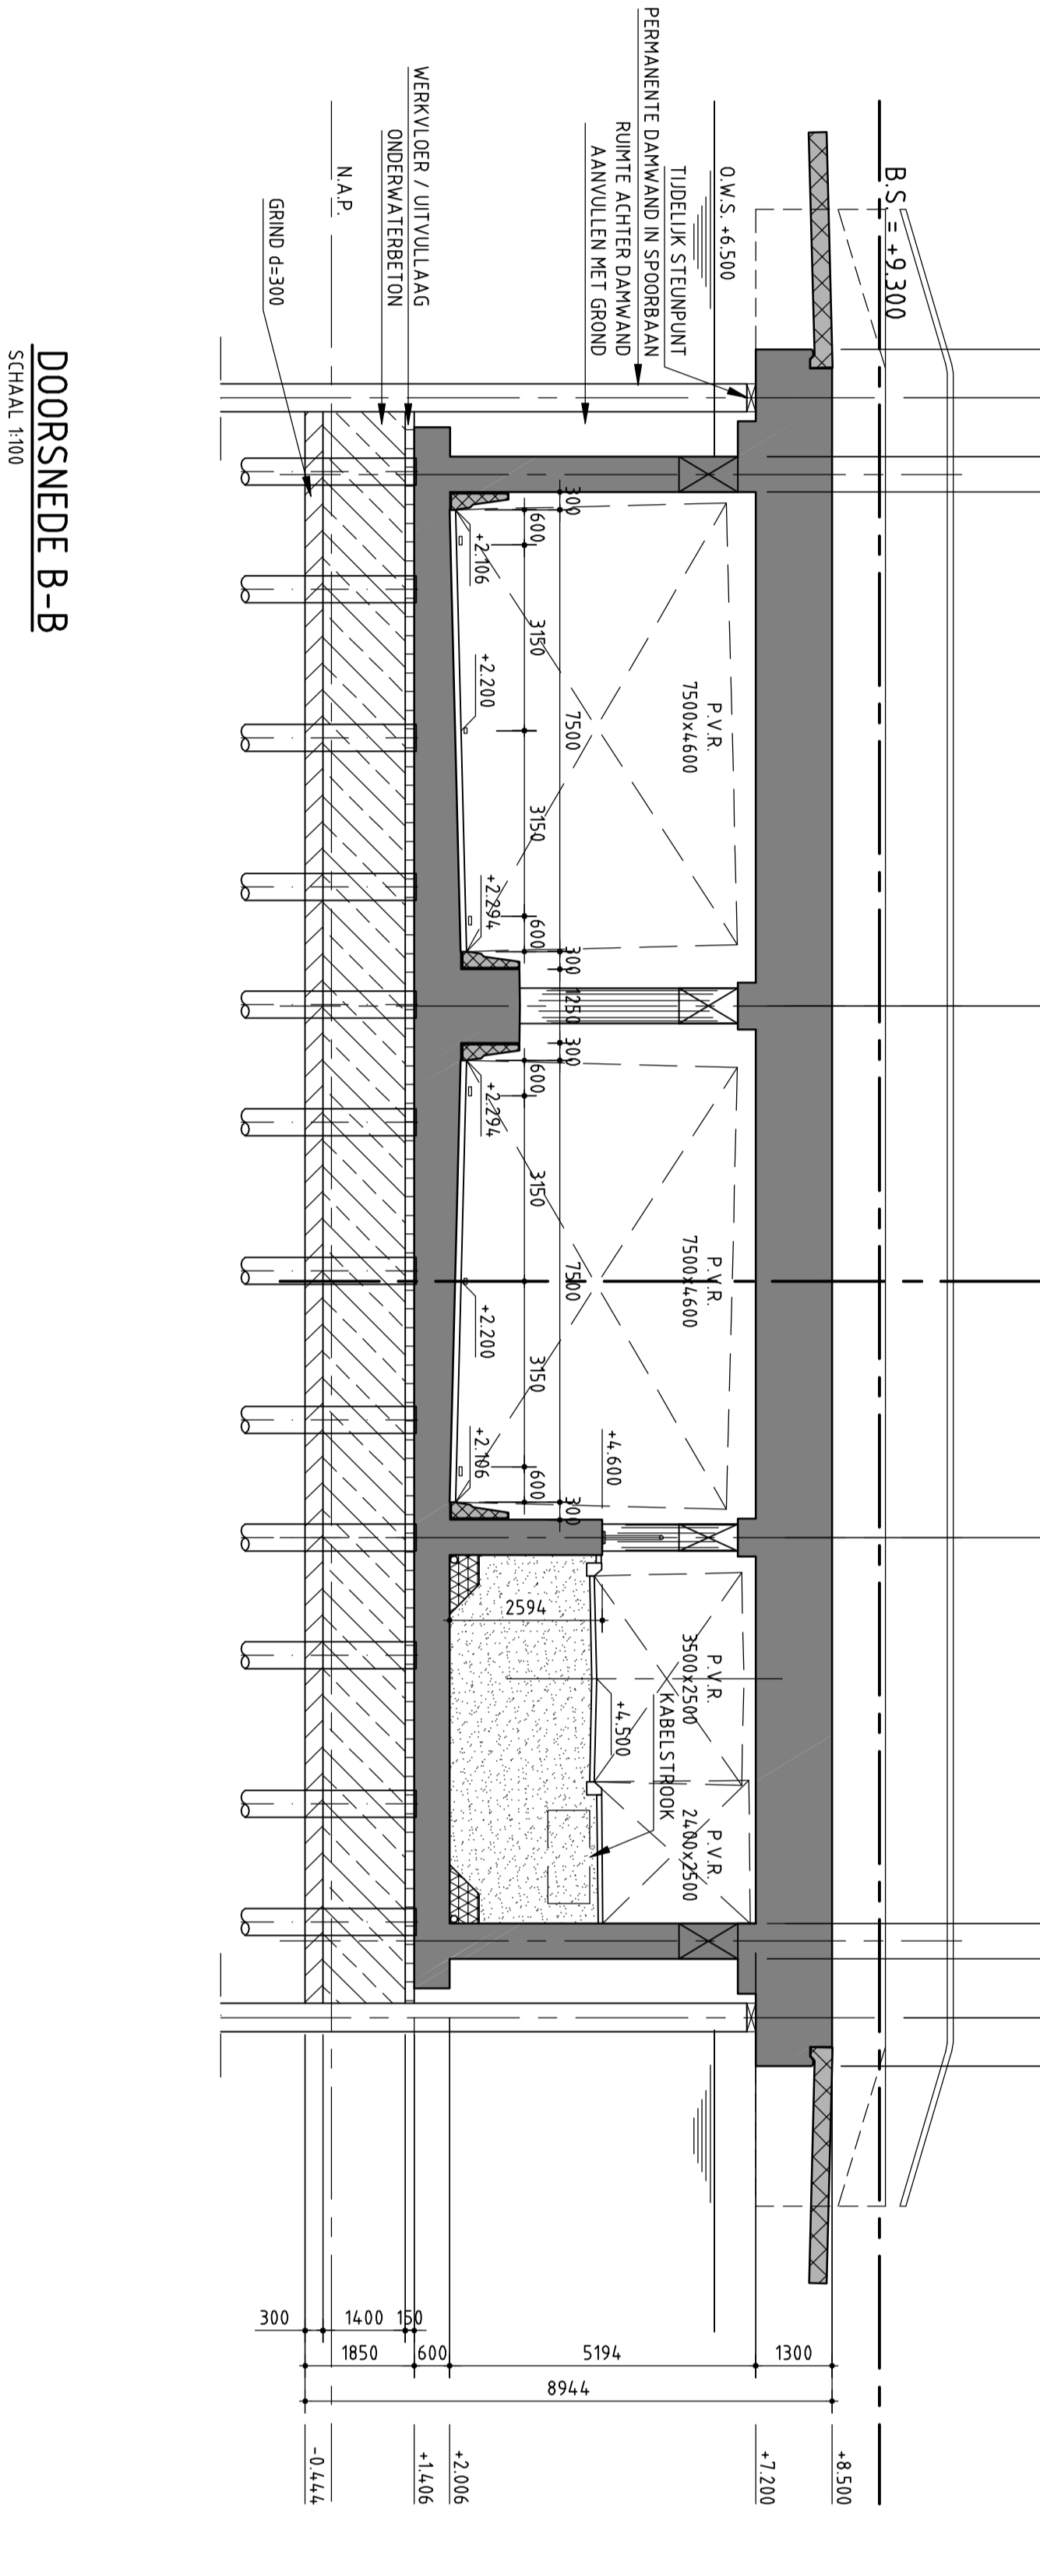 B.S. = +9.300
O.W.S. +6.500
TIJDELIJK STEUNPUNT
PERMANENTE DAMWAND IN SPOORBAAN
RUIMTE ACHTER DAMWAND
AANVULLEN MET GROND
WERKVLOER / UITVULLAAG
ONDERWATERBETON
N.A.P.
GRIND d=300
P.V.R.
7500x4600
P.V.R.
7500x4600
P.V.R.
3500x2500
P.V.R.
2400x2500
KABELSTROOK
+4.600
+4.500
2594
300
7500
300
1250
300
7500
300
600
3150
3150
600
600
3150
3150
600
+2.106
+2.200
+2.294
+2.294
+2.200
+2.106
300
1400
150
1850
600
5194
1300
8944
+8.500
+7.200
+2.006
+1.406
-0.444
DOORSNEDE B-B
SCHAAL 1:100